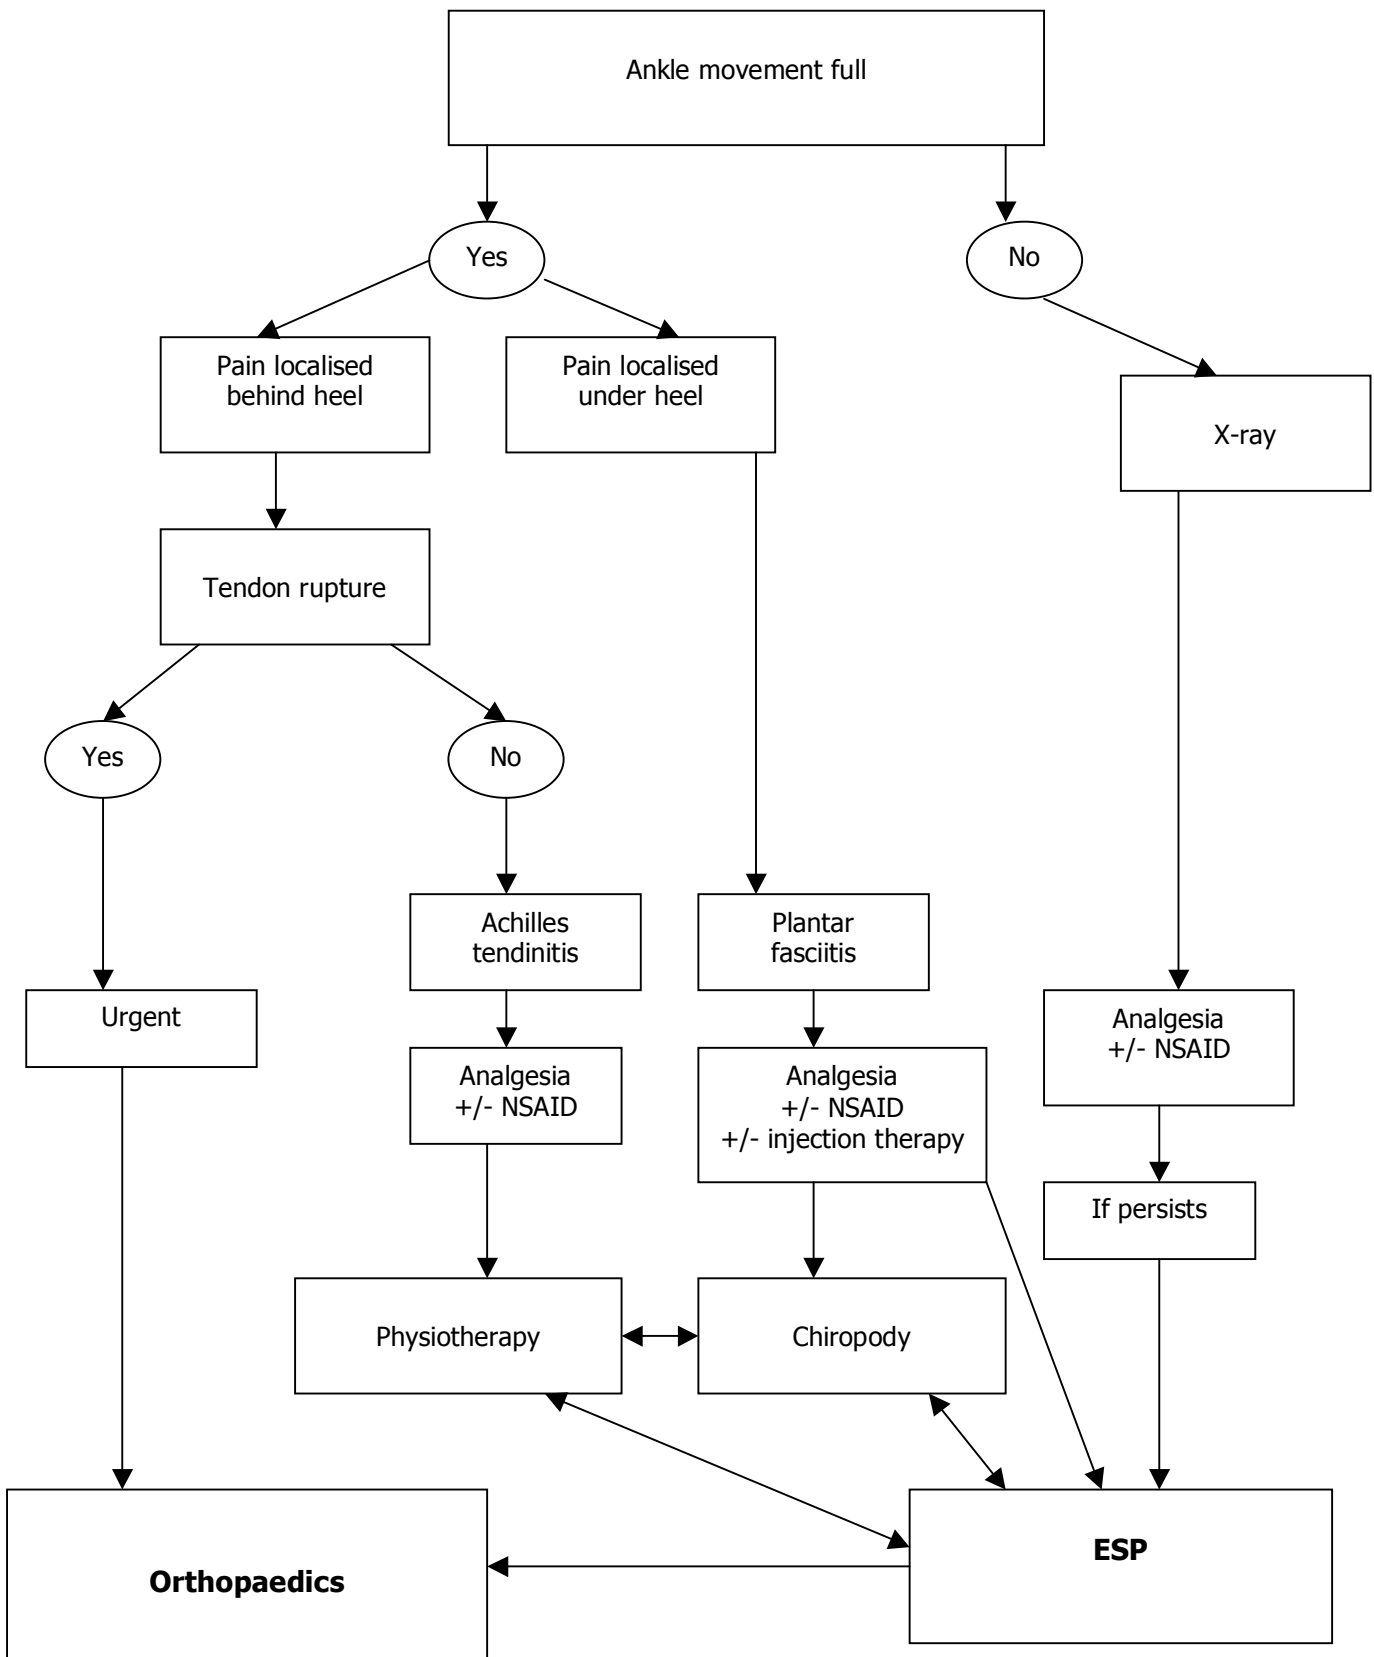 Ankle movement full
Yes
No
Pain localised
behind heel
Pain localised
under heel
X-ray
Tendon rupture
Yes
No
Achilles
tendinitis
Plantar
fasciitis
Urgent
Analgesia
+/- NSAID
Analgesia
+/- NSAID
+/- injection therapy
Analgesia
+/- NSAID
If persists
Physiotherapy
Chiropody
Orthopaedics
ESP